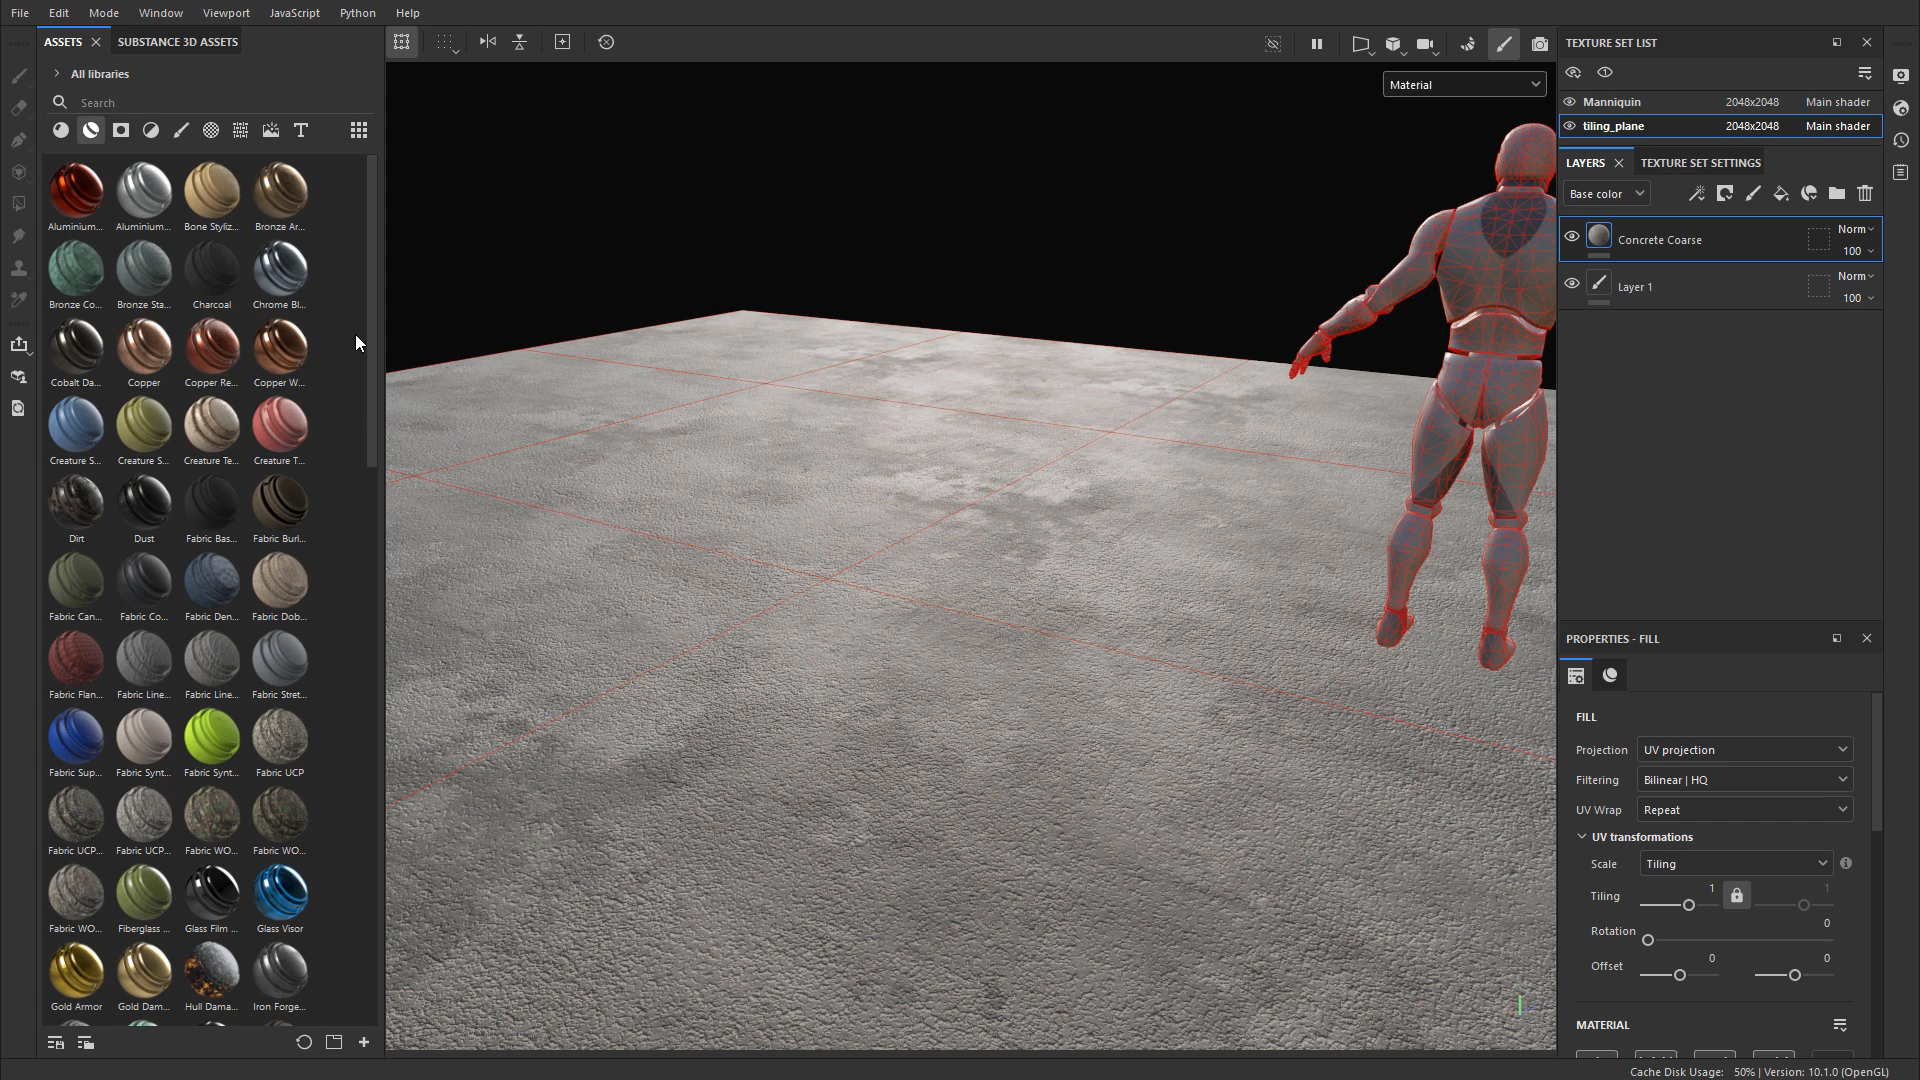 File Edit Mode Window Viewport JavaScript Python Help
ASSETS SUBSTANCE 3D ASSETS
All libraries
Search
Aluminium... Aluminium... Bone Styliz... Bronze Ar...
Bronze Co... Bronze Sta... Charcoal Chrome Bl...
Cobalt Da... Copper Copper Re... Copper W...
Creature S... Creature S... Creature Te... Creature T...
Dirt Dust Fabric Bas... Fabric Burl...
Fabric Can... Fabric Co... Fabric Den... Fabric Dob...
Fabric Flan... Fabric Line... Fabric Line... Fabric Stret...
Fabric Sup... Fabric Synt... Fabric Synt... Fabric UCP
Fabric UCP... Fabric UCP... Fabric WO... Fabric WO...
Fabric WO... Fiberglass ... Glass Film ... Glass Visor
Gold Armor Gold Dam... Hull Dama... Iron Forge...
Material
TEXTURE SET LIST
Manniquin 2048x2048 Main shader
tiling_plane 2048x2048 Main shader
LAYERS TEXTURE SET SETTINGS
Base color
Concrete Coarse Norm 100
Layer 1 Norm 100
PROPERTIES - FILL
FILL
Projection UV projection
Filtering Bilinear | HQ
UV Wrap Repeat
UV transformations
Scale Tiling
Tiling 1 1
Rotation 0
Offset 0 0
MATERIAL
Cache Disk Usage: 50% | Version: 10.1.0 (OpenGL)